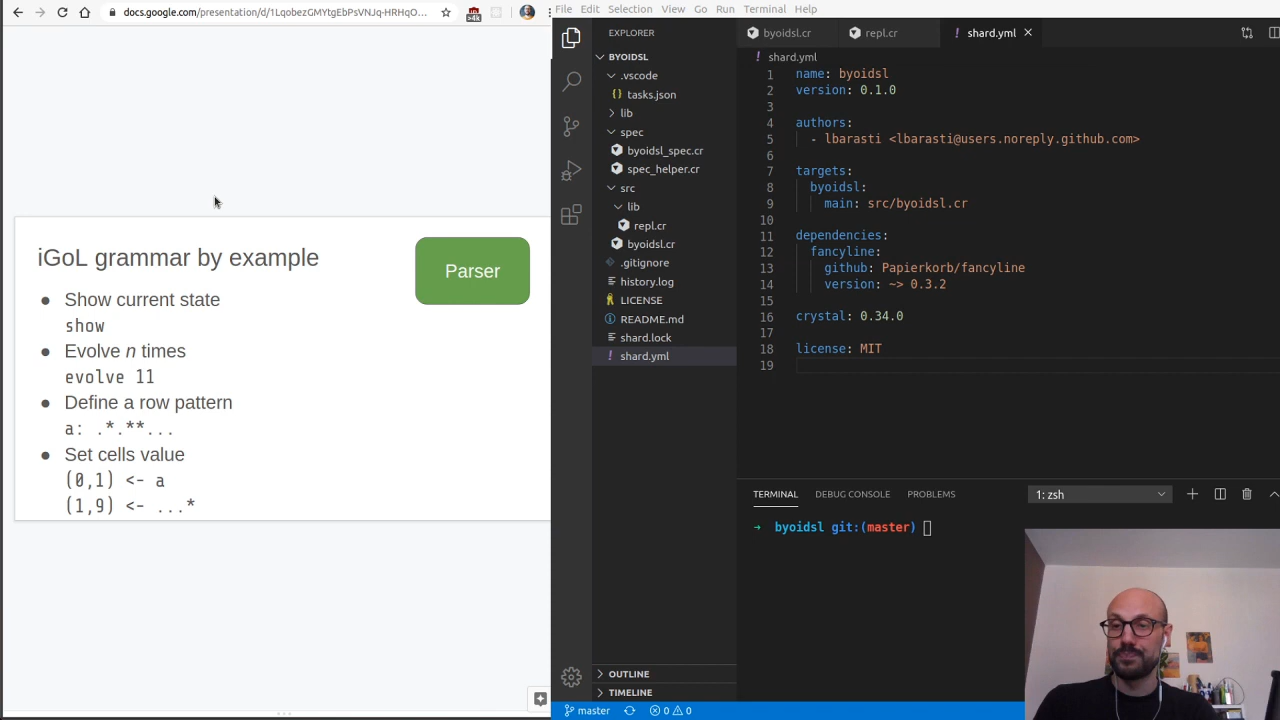 docs.google.com/presentation/d/1LqobezGMYtgEbPsVNJq-HRHqO...
>4k
iGoL grammar by example
Parser
● Show current state
show
● Evolve n times
evolve 11
● Define a row pattern
a: .*.**...
● Set cells value
(0,1) <- a
(1,9) <- ...*
File Edit Selection View Go Run Terminal Help
EXPLORER
BYOIDSL
.vscode
tasks.json
lib
spec
byoidsl_spec.cr
spec_helper.cr
src
lib
repl.cr
byoidsl.cr
.gitignore
history.log
LICENSE
README.md
shard.lock
! shard.yml
OUTLINE
TIMELINE
byoidsl.cr repl.cr ! shard.yml
! shard.yml
1 name: byoidsl
2 version: 0.1.0
3
4 authors:
5 - lbarasti <lbarasti@users.noreply.github.com>
6
7 targets:
8 byoidsl:
9 main: src/byoidsl.cr
10
11 dependencies:
12 fancyline:
13 github: Papierkorb/fancyline
14 version: ~> 0.3.2
15
16 crystal: 0.34.0
17
18 license: MIT
19
TERMINAL DEBUG CONSOLE PROBLEMS 1: zsh
→ byoidsl git:(master)
master 0 0